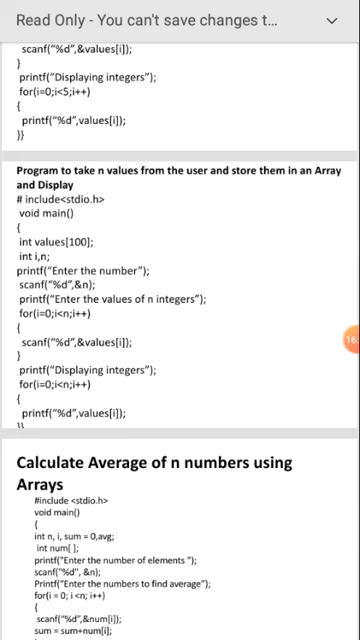 Read Only - You can't save changes t...
scanf("%d",&values[i]);
}
printf("Displaying integers");
for(i=0;i<5;i++)
{
printf("%d",values[i]);
}}
Program to take n values from the user and store them in an Array
and Display
# include<stdio.h>
void main()
{
int values[100];
int i,n;
printf("Enter the number");
scanf("%d",&n);
printf("Enter the values of n integers");
for(i=0;i<n;i++)
{
scanf("%d",&values[i]);
}
printf("Displaying integers");
for(i=0;i<n;i++)
{
printf("%d",values[i]);
}}
16:
Calculate Average of n numbers using
Arrays
#include <stdio.h>
void main()
{
int n, i, sum = 0,avg;
int num[ ];
printf("Enter the number of elements ");
scanf("%d", &n);
Printf("Enter the numbers to find average");
for(i = 0; i <n; i++)
{
scanf("%d",&num[i]);
sum = sum+num[i];